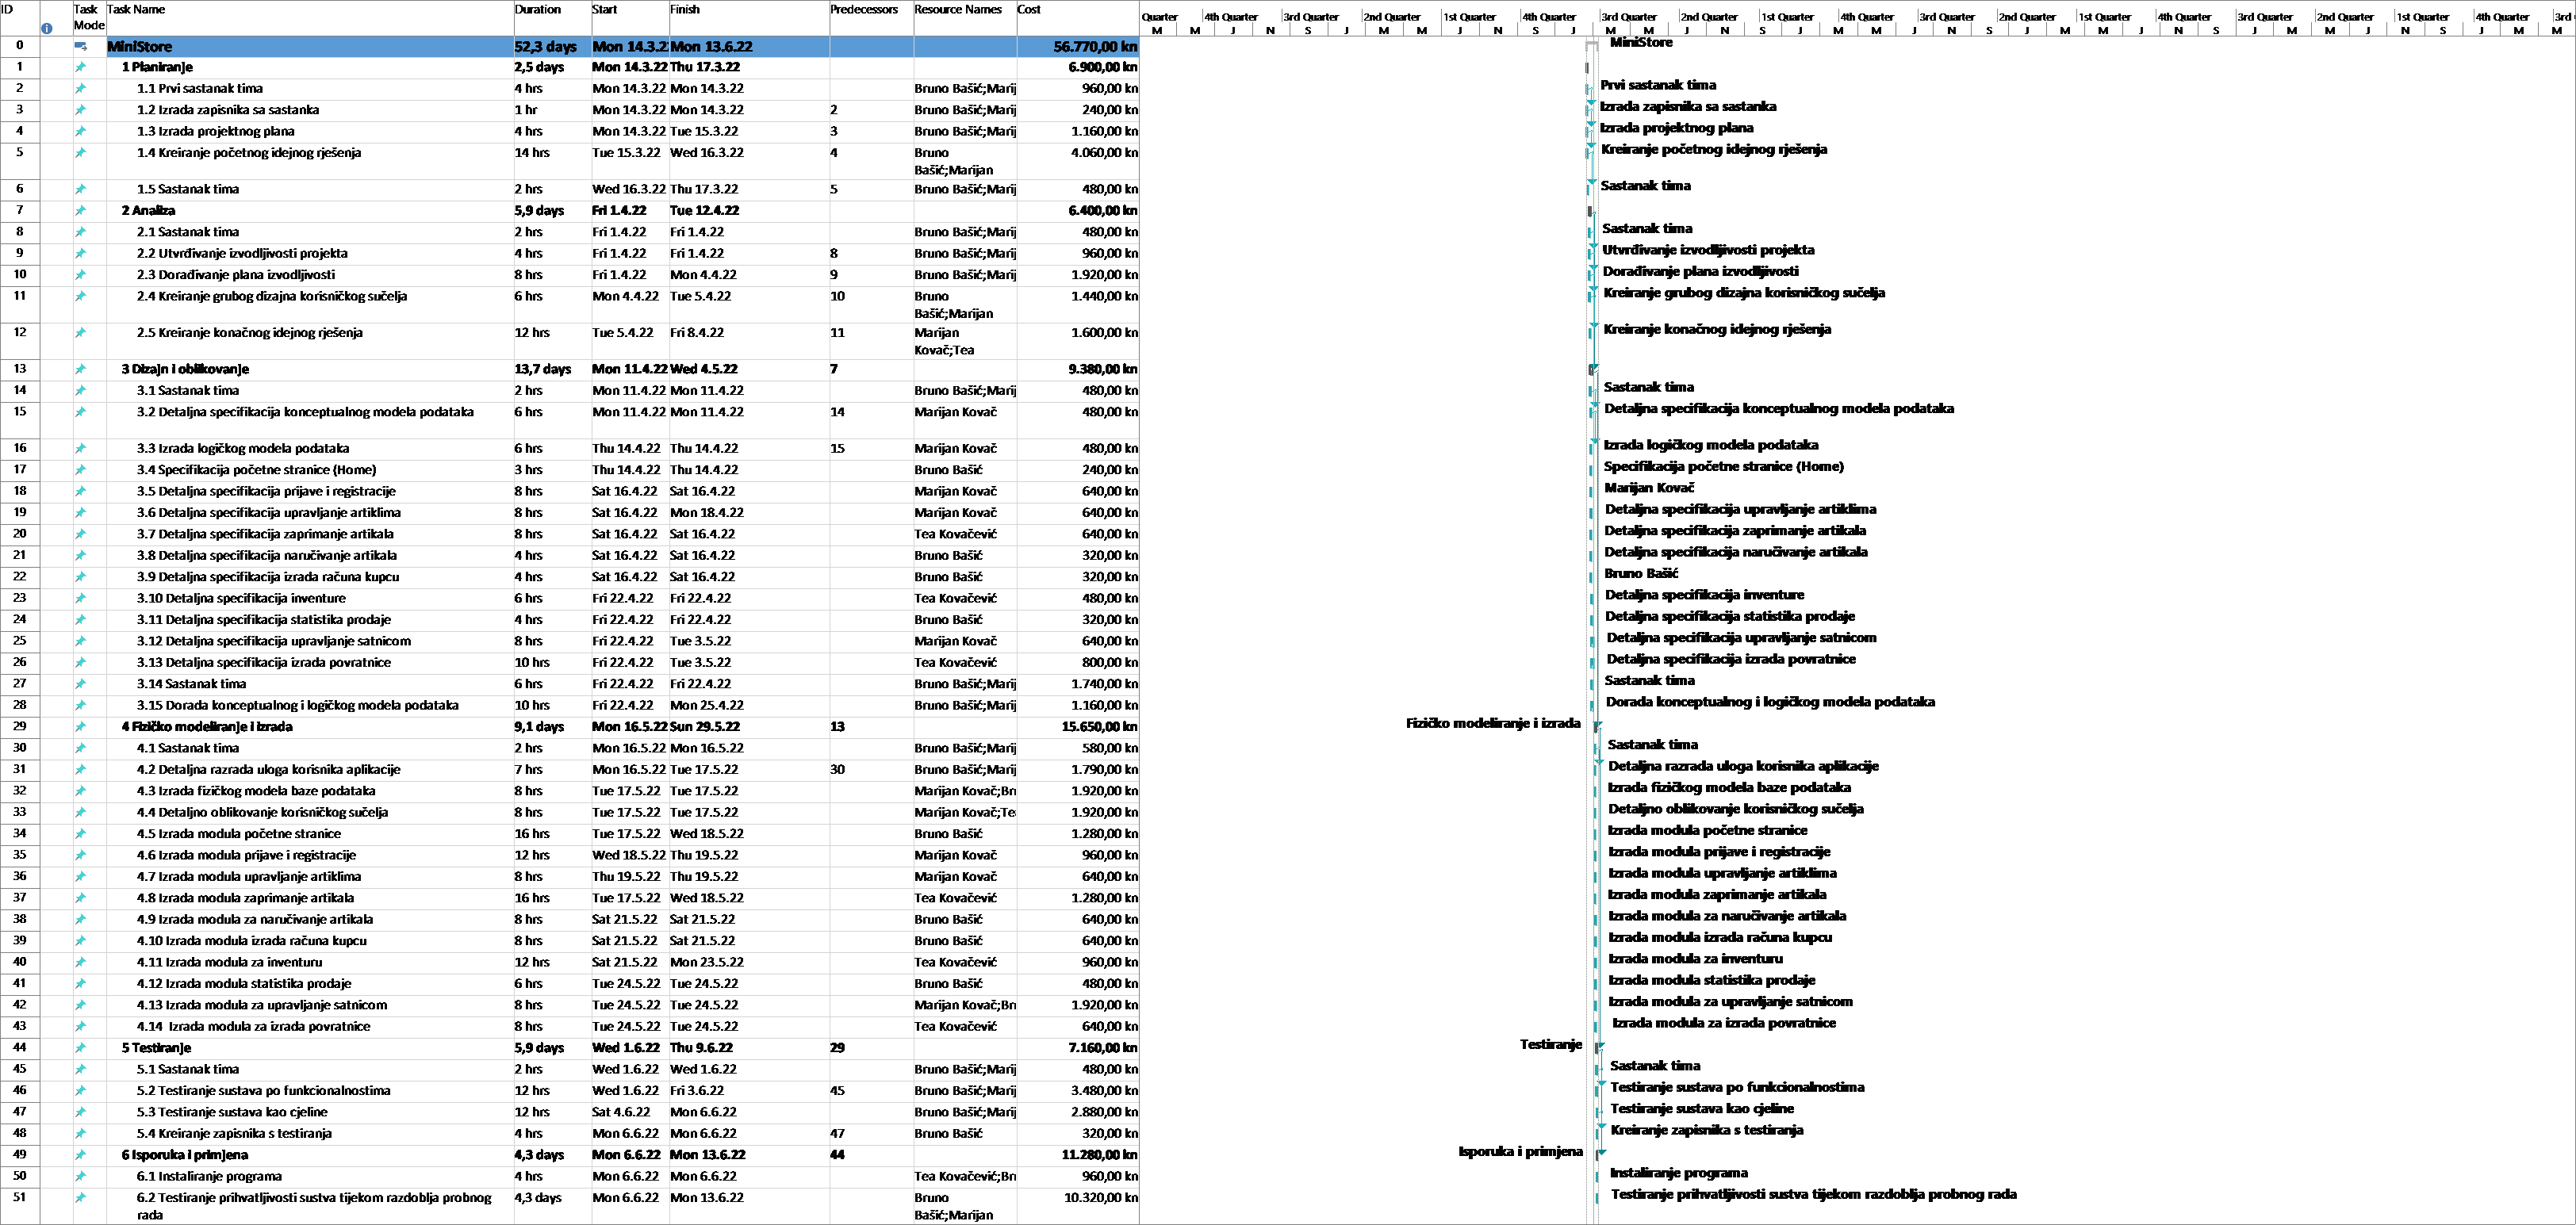 ID Task Mode Task Name Duration Start Finish Predecessors Resource Names Cost
Quarter 4th Quarter 3rd Quarter 2nd Quarter 1st Quarter 4th Quarter 3rd Quarter 2nd Quarter 1st Quarter 4th Quarter 3rd Quarter 2nd Quarter 1st Quarter 4th Quarter 3rd Quarter 2nd Quarter 1st Quarter 4th Quarter 3rd
M M J N S J M M J N S J M M J N S J M M J N S J M M J N S J M M J N S J M M
0 MiniStore 52,3 days Mon 14.3.22 Mon 13.6.22 56.770,00 kn MiniStore
1 1 Planiranje 2,5 days Mon 14.3.22 Thu 17.3.22 6.900,00 kn
2 1.1 Prvi sastanak tima 4 hrs Mon 14.3.22 Mon 14.3.22 Bruno Bašić;Marij 960,00 kn Prvi sastanak tima
3 1.2 Izrada zapisnika sa sastanka 1 hr Mon 14.3.22 Mon 14.3.22 2 Bruno Bašić;Marij 240,00 kn Izrada zapisnika sa sastanka
4 1.3 Izrada projektnog plana 4 hrs Mon 14.3.22 Tue 15.3.22 3 Bruno Bašić;Marij 1.160,00 kn Izrada projektnog plana
5 1.4 Kreiranje početnog idejnog rješenja 14 hrs Tue 15.3.22 Wed 16.3.22 4 Bruno 4.060,00 kn Kreiranje početnog idejnog rješenja
Bašić;Marijan
6 1.5 Sastanak tima 2 hrs Wed 16.3.22 Thu 17.3.22 5 Bruno Bašić;Marij 480,00 kn Sastanak tima
7 2 Analiza 5,9 days Fri 1.4.22 Tue 12.4.22 6.400,00 kn
8 2.1 Sastanak tima 2 hrs Fri 1.4.22 Fri 1.4.22 Bruno Bašić;Marij 480,00 kn Sastanak tima
9 2.2 Utvrđivanje izvodljivosti projekta 4 hrs Fri 1.4.22 Fri 1.4.22 8 Bruno Bašić;Marij 960,00 kn Utvrđivanje izvodljivosti projekta
10 2.3 Dorađivanje plana izvodljivosti 8 hrs Fri 1.4.22 Mon 4.4.22 9 Bruno Bašić;Marij 1.920,00 kn Dorađivanje plana izvodljivosti
11 2.4 Kreiranje grubog dizajna korisničkog sučelja 6 hrs Mon 4.4.22 Tue 5.4.22 10 Bruno 1.440,00 kn Kreiranje grubog dizajna korisničkog sučelja
Bašić;Marijan
12 2.5 Kreiranje konačnog idejnog rješenja 12 hrs Tue 5.4.22 Fri 8.4.22 11 Marijan 1.600,00 kn Kreiranje konačnog idejnog rješenja
Kovač;Tea
13 3 Dizajn i oblikovanje 13,7 days Mon 11.4.22 Wed 4.5.22 7 9.380,00 kn
14 3.1 Sastanak tima 2 hrs Mon 11.4.22 Mon 11.4.22 Bruno Bašić;Marij 480,00 kn Sastanak tima
15 3.2 Detaljna specifikacija konceptualnog modela podataka 6 hrs Mon 11.4.22 Mon 11.4.22 14 Marijan Kovač 480,00 kn Detaljna specifikacija konceptualnog modela podataka
16 3.3 Izrada logičkog modela podataka 6 hrs Thu 14.4.22 Thu 14.4.22 15 Marijan Kovač 480,00 kn Izrada logičkog modela podataka
17 3.4 Specifikacija početne stranice (Home) 3 hrs Thu 14.4.22 Thu 14.4.22 Bruno Bašić 240,00 kn Specifikacija početne stranice (Home)
18 3.5 Detaljna specifikacija prijave i registracije 8 hrs Sat 16.4.22 Sat 16.4.22 Marijan Kovač 640,00 kn Marijan Kovač
19 3.6 Detaljna specifikacija upravljanje artiklima 8 hrs Sat 16.4.22 Mon 18.4.22 Marijan Kovač 640,00 kn Detaljna specifikacija upravljanje artiklima
20 3.7 Detaljna specifikacija zaprimanje artikala 8 hrs Sat 16.4.22 Sat 16.4.22 Tea Kovačević 640,00 kn Detaljna specifikacija zaprimanje artikala
21 3.8 Detaljna specifikacija naručivanje artikala 4 hrs Sat 16.4.22 Sat 16.4.22 Bruno Bašić 320,00 kn Detaljna specifikacija naručivanje artikala
22 3.9 Detaljna specifikacija izrada računa kupcu 4 hrs Sat 16.4.22 Sat 16.4.22 Bruno Bašić 320,00 kn Bruno Bašić
23 3.10 Detaljna specifikacija inventure 6 hrs Fri 22.4.22 Fri 22.4.22 Tea Kovačević 480,00 kn Detaljna specifikacija inventure
24 3.11 Detaljna specifikacija statistika prodaje 4 hrs Fri 22.4.22 Fri 22.4.22 Bruno Bašić 320,00 kn Detaljna specifikacija statistika prodaje
25 3.12 Detaljna specifikacija upravljanje satnicom 8 hrs Fri 22.4.22 Tue 3.5.22 Marijan Kovač 640,00 kn Detaljna specifikacija upravljanje satnicom
26 3.13 Detaljna specifikacija izrada povratnice 10 hrs Fri 22.4.22 Tue 3.5.22 Tea Kovačević 800,00 kn Detaljna specifikacija izrada povratnice
27 3.14 Sastanak tima 6 hrs Fri 22.4.22 Fri 22.4.22 Bruno Bašić;Marij 1.740,00 kn Sastanak tima
28 3.15 Dorada konceptualnog i logičkog modela podataka 10 hrs Fri 22.4.22 Mon 25.4.22 Bruno Bašić;Marij 1.160,00 kn Dorada konceptualnog i logičkog modela podataka
29 4 Fizičko modeliranje i izrada 9,1 days Mon 16.5.22 Sun 29.5.22 13 15.650,00 kn Fizičko modeliranje i izrada
30 4.1 Sastanak tima 2 hrs Mon 16.5.22 Mon 16.5.22 Bruno Bašić;Marij 580,00 kn Sastanak tima
31 4.2 Detaljna razrada uloga korisnika aplikacije 7 hrs Mon 16.5.22 Tue 17.5.22 30 Bruno Bašić;Marij 1.790,00 kn Detaljna razrada uloga korisnika aplikacije
32 4.3 Izrada fizičkog modela baze podataka 8 hrs Tue 17.5.22 Tue 17.5.22 Marijan Kovač;Bru 1.920,00 kn Izrada fizičkog modela baze podataka
33 4.4 Detaljno oblikovanje korisničkog sučelja 8 hrs Tue 17.5.22 Tue 17.5.22 Marijan Kovač;Te 1.920,00 kn Detaljno oblikovanje korisničkog sučelja
34 4.5 Izrada modula početne stranice 16 hrs Tue 17.5.22 Wed 18.5.22 Bruno Bašić 1.280,00 kn Izrada modula početne stranice
35 4.6 Izrada modula prijave i registracije 12 hrs Wed 18.5.22 Thu 19.5.22 Marijan Kovač 960,00 kn Izrada modula prijave i registracije
36 4.7 Izrada modula upravljanje artiklima 8 hrs Thu 19.5.22 Thu 19.5.22 Marijan Kovač 640,00 kn Izrada modula upravljanje artiklima
37 4.8 Izrada modula zaprimanje artikala 16 hrs Tue 17.5.22 Wed 18.5.22 Tea Kovačević 1.280,00 kn Izrada modula zaprimanje artikala
38 4.9 Izrada modula za naručivanje artikala 8 hrs Sat 21.5.22 Sat 21.5.22 Bruno Bašić 640,00 kn Izrada modula za naručivanje artikala
39 4.10 Izrada modula izrada računa kupcu 8 hrs Sat 21.5.22 Sat 21.5.22 Bruno Bašić 640,00 kn Izrada modula izrada računa kupcu
40 4.11 Izrada modula za inventuru 12 hrs Sat 21.5.22 Mon 23.5.22 Tea Kovačević 960,00 kn Izrada modula za inventuru
41 4.12 Izrada modula statistika prodaje 6 hrs Tue 24.5.22 Tue 24.5.22 Bruno Bašić 480,00 kn Izrada modula statistika prodaje
42 4.13 Izrada modula za upravljanje satnicom 8 hrs Tue 24.5.22 Tue 24.5.22 Marijan Kovač;Bru 1.920,00 kn Izrada modula za upravljanje satnicom
43 4.14 Izrada modula za izrada povratnice 8 hrs Tue 24.5.22 Tue 24.5.22 Tea Kovačević 640,00 kn Izrada modula za izrada povratnice
44 5 Testiranje 5,9 days Wed 1.6.22 Thu 9.6.22 29 7.160,00 kn Testiranje
45 5.1 Sastanak tima 2 hrs Wed 1.6.22 Wed 1.6.22 Bruno Bašić;Marij 480,00 kn Sastanak tima
46 5.2 Testiranje sustava po funkcionalnostima 12 hrs Wed 1.6.22 Fri 3.6.22 45 Bruno Bašić;Marij 3.480,00 kn Testiranje sustava po funkcionalnostima
47 5.3 Testiranje sustava kao cjeline 12 hrs Sat 4.6.22 Mon 6.6.22 Bruno Bašić;Marij 2.880,00 kn Testiranje sustava kao cjeline
48 5.4 Kreiranje zapisnika s testiranja 4 hrs Mon 6.6.22 Mon 6.6.22 47 Bruno Bašić 320,00 kn Kreiranje zapisnika s testiranja
49 6 Isporuka i primjena 4,3 days Mon 6.6.22 Mon 13.6.22 44 11.280,00 kn Isporuka i primjena
50 6.1 Instaliranje programa 4 hrs Mon 6.6.22 Mon 6.6.22 Tea Kovačević;Bru 960,00 kn Instaliranje programa
51 6.2 Testiranje prihvatljivosti sustva tijekom razdoblja probnog 4,3 days Mon 6.6.22 Mon 13.6.22 Bruno 10.320,00 kn Testiranje prihvatljivosti sustva tijekom razdoblja probnog rada
rada Bašić;Marijan